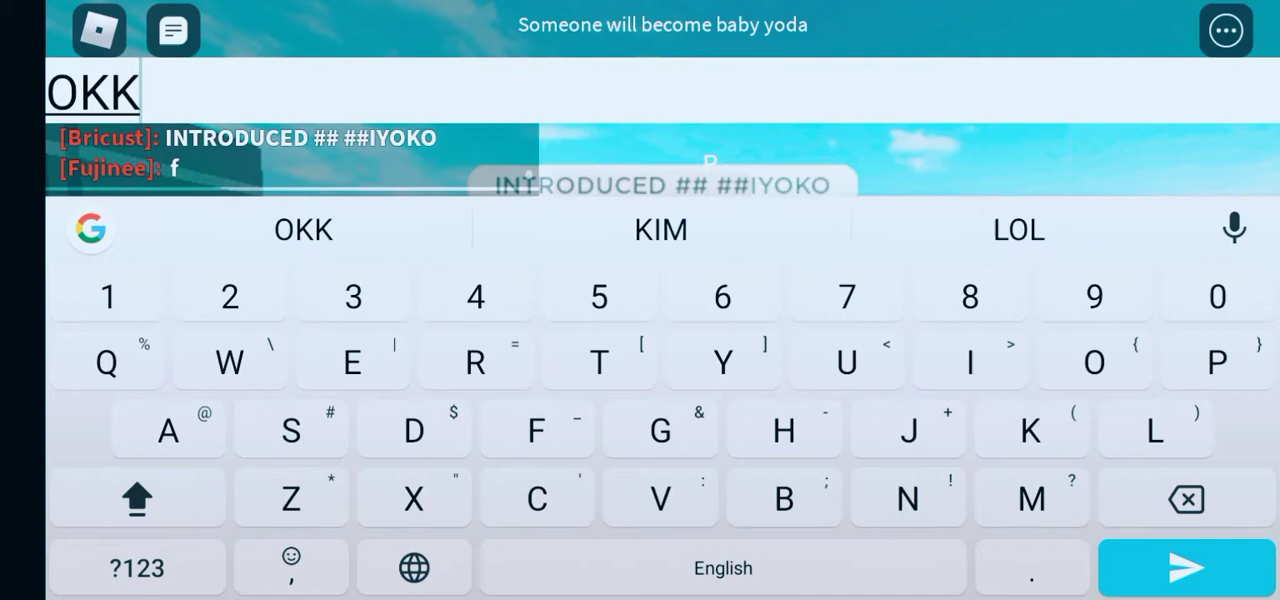 Someone will become baby yoda
OKK
[Bricust]: INTRODUCED ## ##IYOKO
[Fujinee]: f
INTRODUCED ## ##IYOKO
OKK KIM LOL
1 2 3 4 5 6 7 8 9 0
Q % W \ E | R = T [ Y ] U < I > O { P }
A @ S # D $ F _ G & H - J + K ( L )
Z * X " C ' V : B ; N ! M ?
?123 , English .